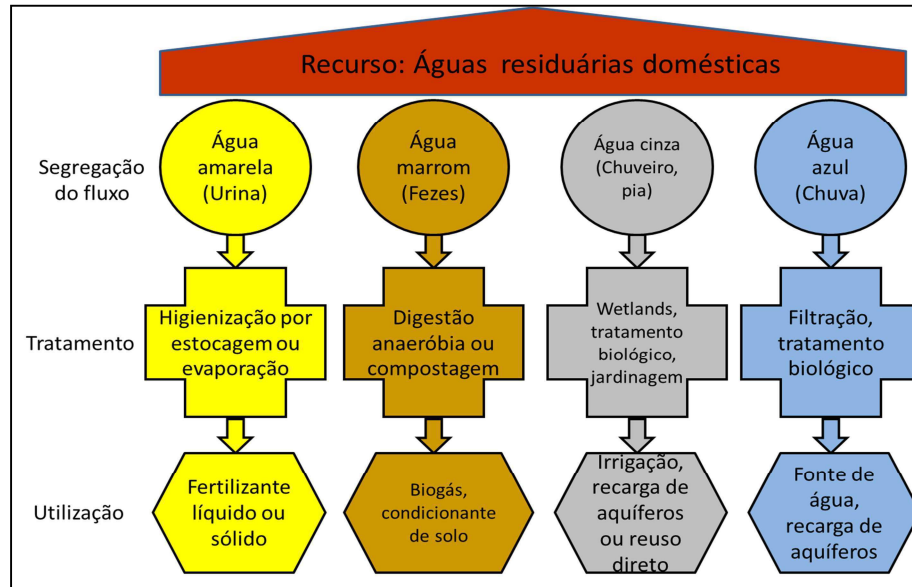 Recurso: Águas residuárias domésticas
Segregação
do fluxo
Água
amarela
(Urina)
Água
marrom
(Fezes)
Água cinza
(Chuveiro,
pia)
Água
azul
(Chuva)
Tratamento
Higienização por
estocagem ou
evaporação
Digestão
anaeróbia ou
compostagem
Wetlands,
tratamento
biológico,
jardinagem
Filtração,
tratamento
biológico
Utilização
Fertilizante
líquido ou
sólido
Biogás,
condicionante
de solo
Irrigação,
recarga de
aquíferos
ou reuso
direto
Fonte de
água,
recarga de
aquíferos